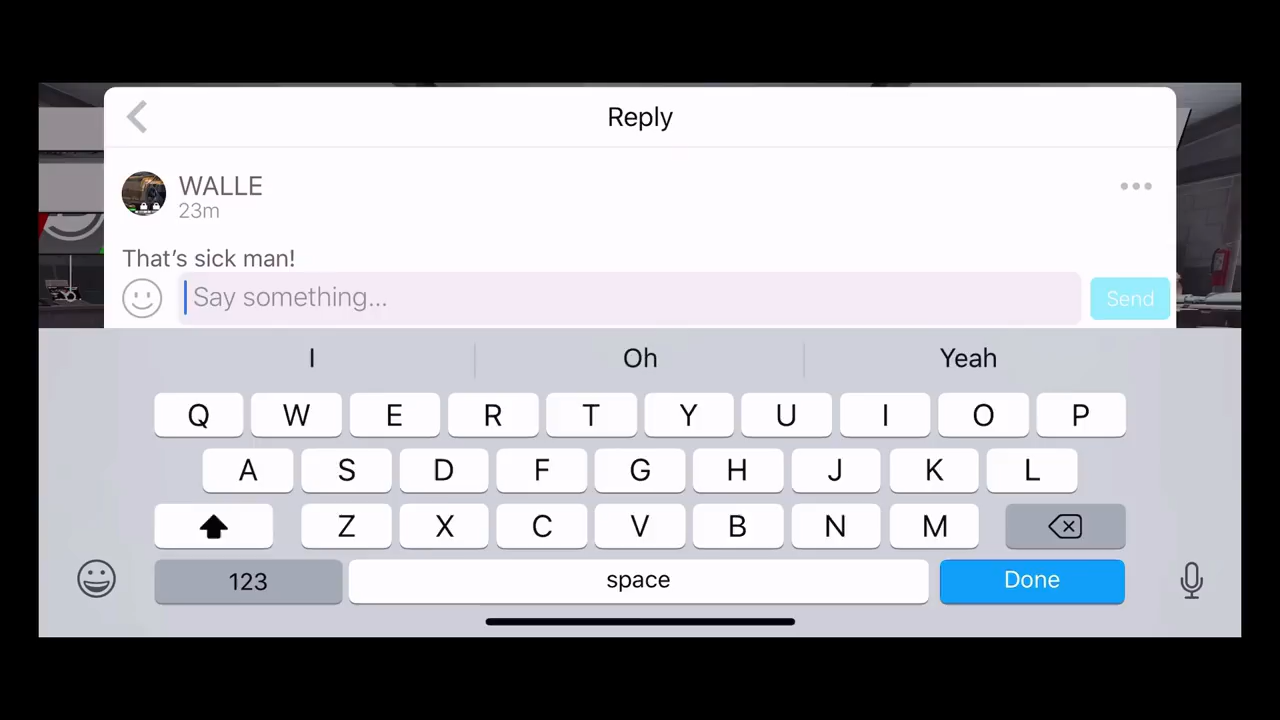 Reply
WALLE
23m
That’s sick man!
Say something...
Send
I Oh Yeah
Q W E R T Y U I O P
A S D F G H J K L
Z X C V B N M
123 space Done